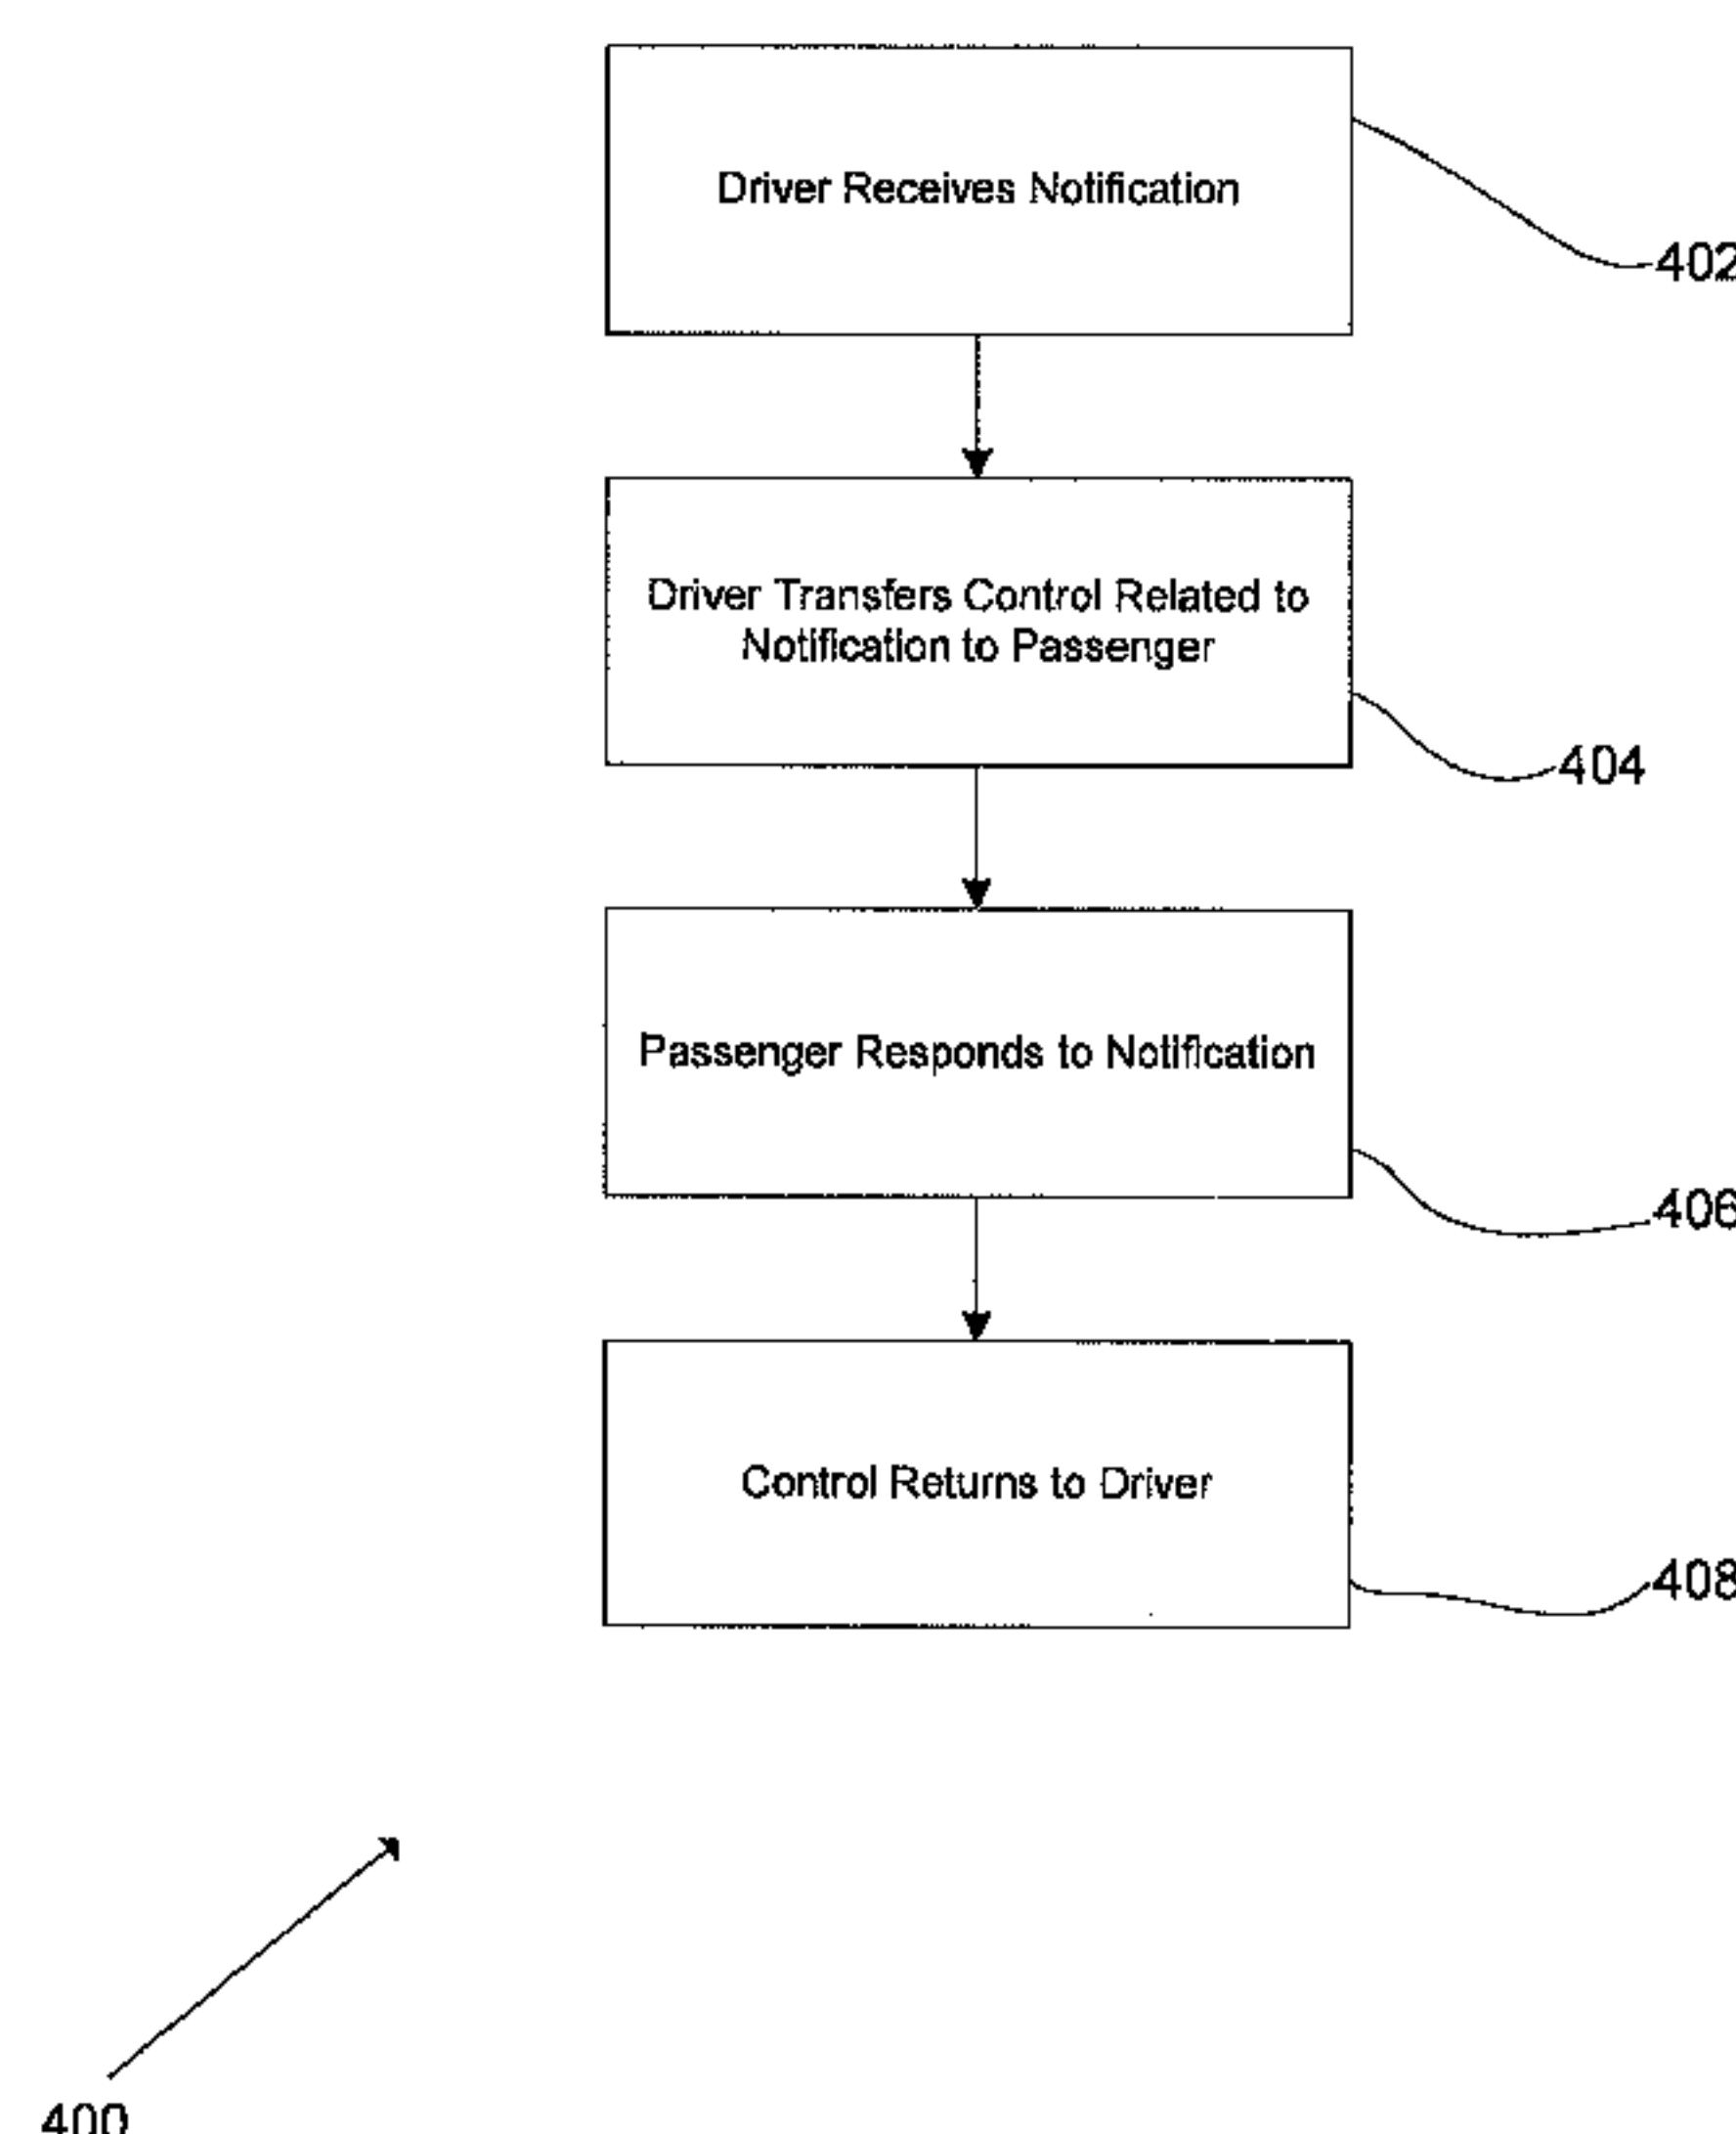 Driver Receives Notification
402
Driver Transfers Control Related to
Notification to Passenger
404
Passenger Responds to Notification
406
Control Returns to Driver
408
400